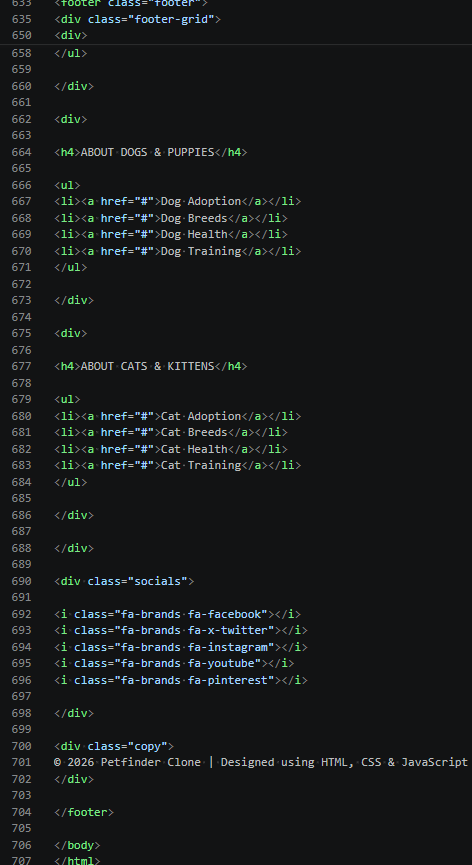 633 <footer class="footer">
635 <div class="footer-grid">
650 <div>
658 </ul>
659
660 </div>
661
662 <div>
663
664 <h4>ABOUT DOGS & PUPPIES</h4>
665
666 <ul>
667 <li><a href="#">Dog Adoption</a></li>
668 <li><a href="#">Dog Breeds</a></li>
669 <li><a href="#">Dog Health</a></li>
670 <li><a href="#">Dog Training</a></li>
671 </ul>
672
673 </div>
674
675 <div>
676
677 <h4>ABOUT CATS & KITTENS</h4>
678
679 <ul>
680 <li><a href="#">Cat Adoption</a></li>
681 <li><a href="#">Cat Breeds</a></li>
682 <li><a href="#">Cat Health</a></li>
683 <li><a href="#">Cat Training</a></li>
684 </ul>
685
686 </div>
687
688 </div>
689
690 <div class="socials">
691
692 <i class="fa-brands fa-facebook"></i>
693 <i class="fa-brands fa-x-twitter"></i>
694 <i class="fa-brands fa-instagram"></i>
695 <i class="fa-brands fa-youtube"></i>
696 <i class="fa-brands fa-pinterest"></i>
697
698 </div>
699
700 <div class="copy">
701 © 2026 Petfinder Clone | Designed using HTML, CSS & JavaScript
702 </div>
703
704 </footer>
705
706 </body>
707 </html>